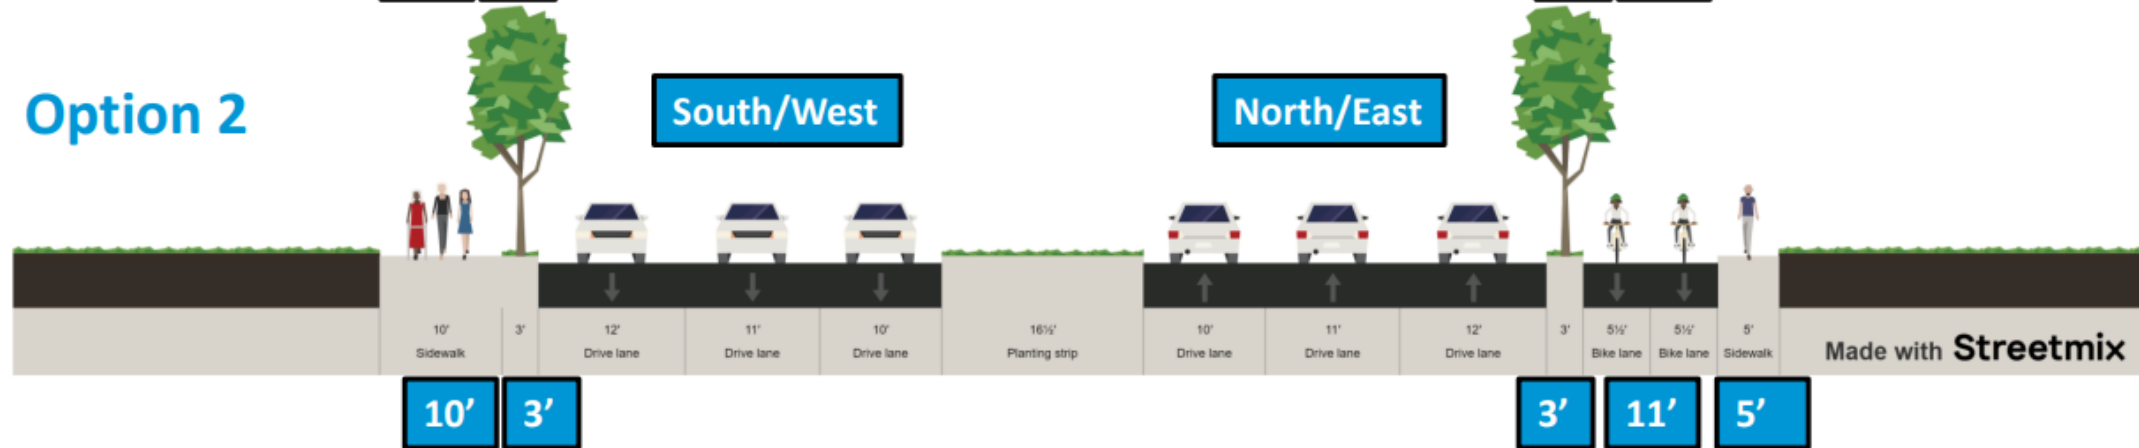 Option 2
South/West
North/East
10' 3' 12' 11' 10' 16½' 10' 11' 12' 3' 5½' 5½' 5'
Sidewalk Drive lane Drive lane Drive lane Planting strip Drive lane Drive lane Drive lane Bike lane Bike lane Sidewalk
Made with Streetmix
10’ 3’ 3’ 11’ 5’